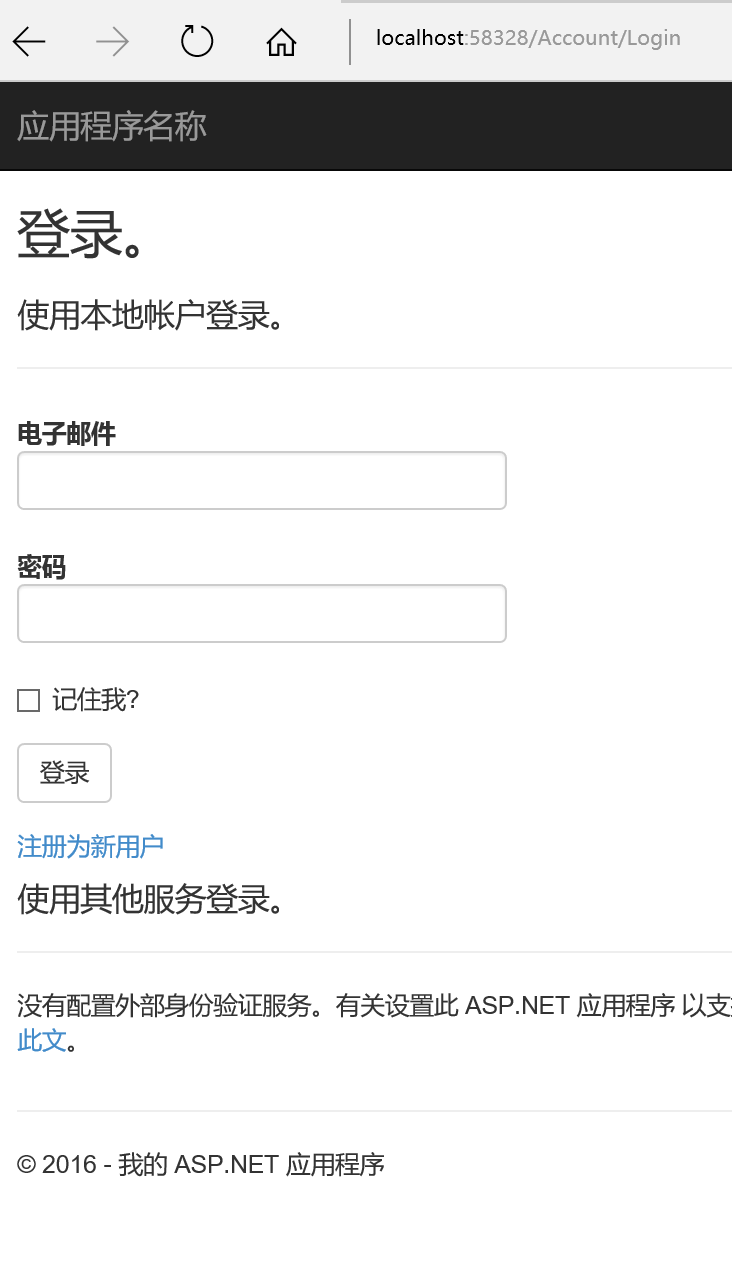 localhost:58328/Account/Login
应用程序名称
登录。
使用本地帐户登录。
电子邮件
密码
记住我?
登录
注册为新用户
使用其他服务登录。
没有配置外部身份验证服务。有关设置此 ASP.NET 应用程序 以支
此文。
© 2016 - 我的 ASP.NET 应用程序